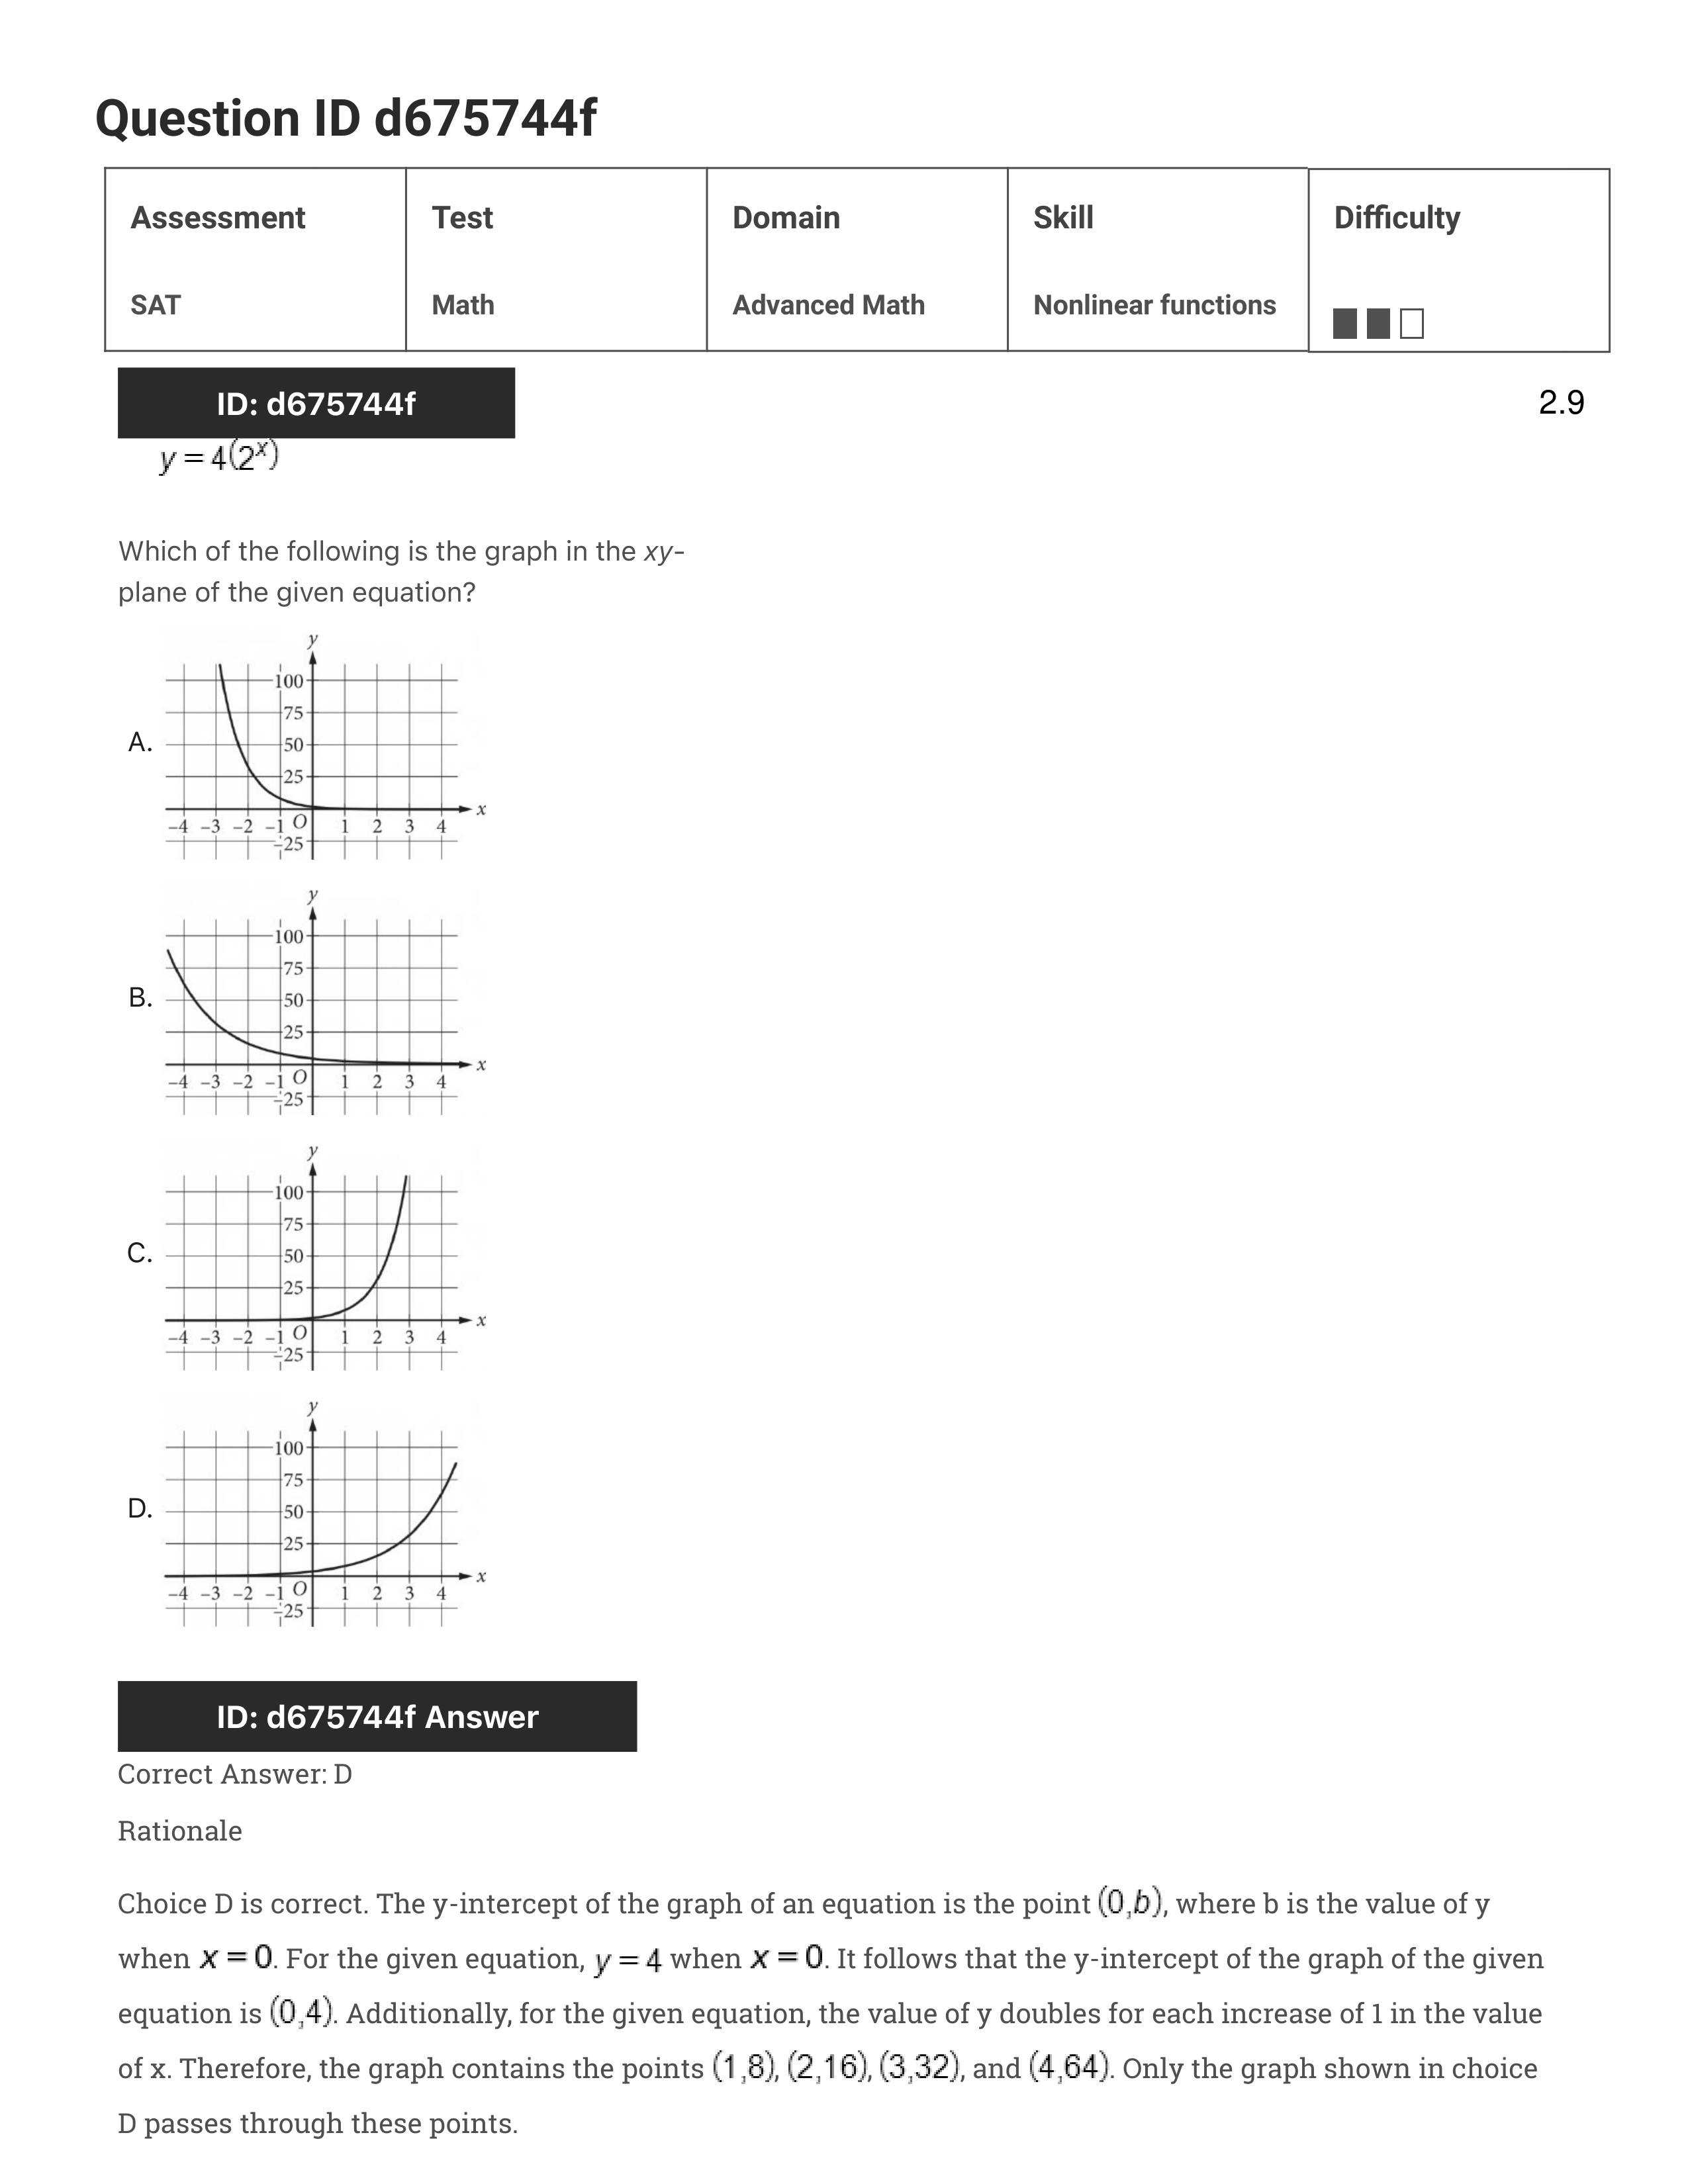 Question ID d675744f
Assessment Test Domain Skill Difficulty
SAT Math Advanced Math Nonlinear functions
ID: d675744f 2.9
y = 4(2ˣ)
Which of the following is the graph in the xy-
plane of the given equation?
A.
y
100
75
50
25
–4 –3 –2 –1 O 1 2 3 4 x
–25
B.
y
100
75
50
25
–4 –3 –2 –1 O 1 2 3 4 x
–25
C.
y
100
75
50
25
–4 –3 –2 –1 O 1 2 3 4 x
–25
D.
y
100
75
50
25
–4 –3 –2 –1 O 1 2 3 4 x
–25
ID: d675744f Answer
Correct Answer: D
Rationale
Choice D is correct. The y-intercept of the graph of an equation is the point (0,b), where b is the value of y
when x = 0. For the given equation, y = 4 when x = 0. It follows that the y-intercept of the graph of the given
equation is (0,4). Additionally, for the given equation, the value of y doubles for each increase of 1 in the value
of x. Therefore, the graph contains the points (1,8), (2,16), (3,32), and (4,64). Only the graph shown in choice
D passes through these points.